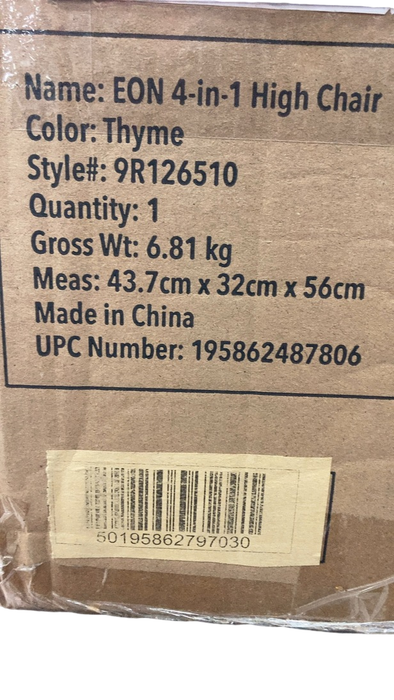 Name: EON 4-in-1 High Chair
Color: Thyme
Style#: 9R126510
Quantity: 1
Gross Wt: 6.81 kg
Meas: 43.7cm x 32cm x 56cm
Made in China
UPC Number: 195862487806
50195862797030